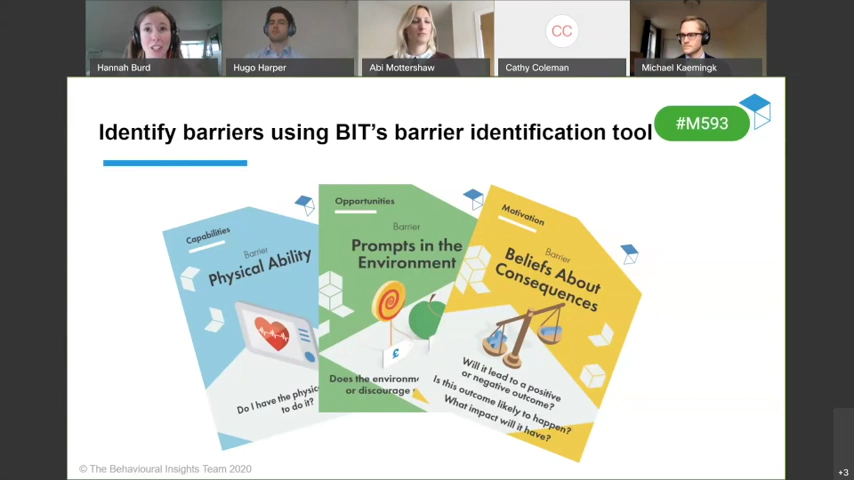 Hannah Burd
Hugo Harper
Abi Mottershaw
CC
Cathy Coleman
Michael Kaemingk
Identify barriers using BIT's barrier identification tool
#M593
Capabilities
Barrier
Physical Ability
Do I have the physic
to do it?
Opportunities
Barrier
Prompts in the
Environment
£
Does the environme
or discourage
Motivation
Barrier
Beliefs About
Consequences
Will it lead to a positive
or negative outcome?
Is this outcome likely to happen?
What impact will it have?
© The Behavioural Insights Team 2020
+3